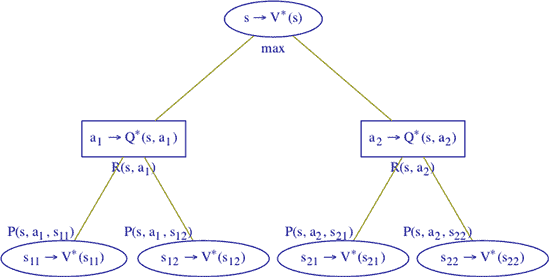 s → V*(s)
max
a₁ → Q*(s, a₁)
a₂ → Q*(s, a₂)
R(s, a₁)
R(s, a₂)
P(s, a₁ , s₁₁)
P(s, a₁ , s₁₂)
P(s, a₂ , s₂₁)
P(s, a₂ , s₂₂)
s₁₁ → V*(s₁₁)
s₁₂ → V*(s₁₂)
s₂₁ → V*(s₂₁)
s₂₂ → V*(s₂₂)